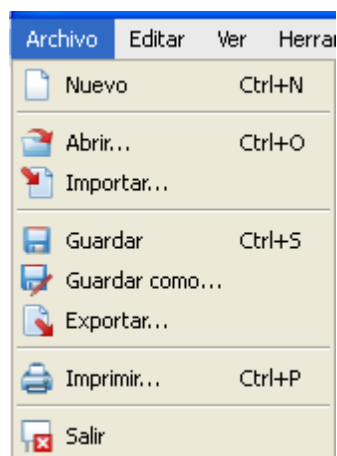 Archivo Editar Ver Herra
Nuevo Ctrl+N
Abrir... Ctrl+O
Importar...
Guardar Ctrl+S
Guardar como...
Exportar...
Imprimir... Ctrl+P
Salir